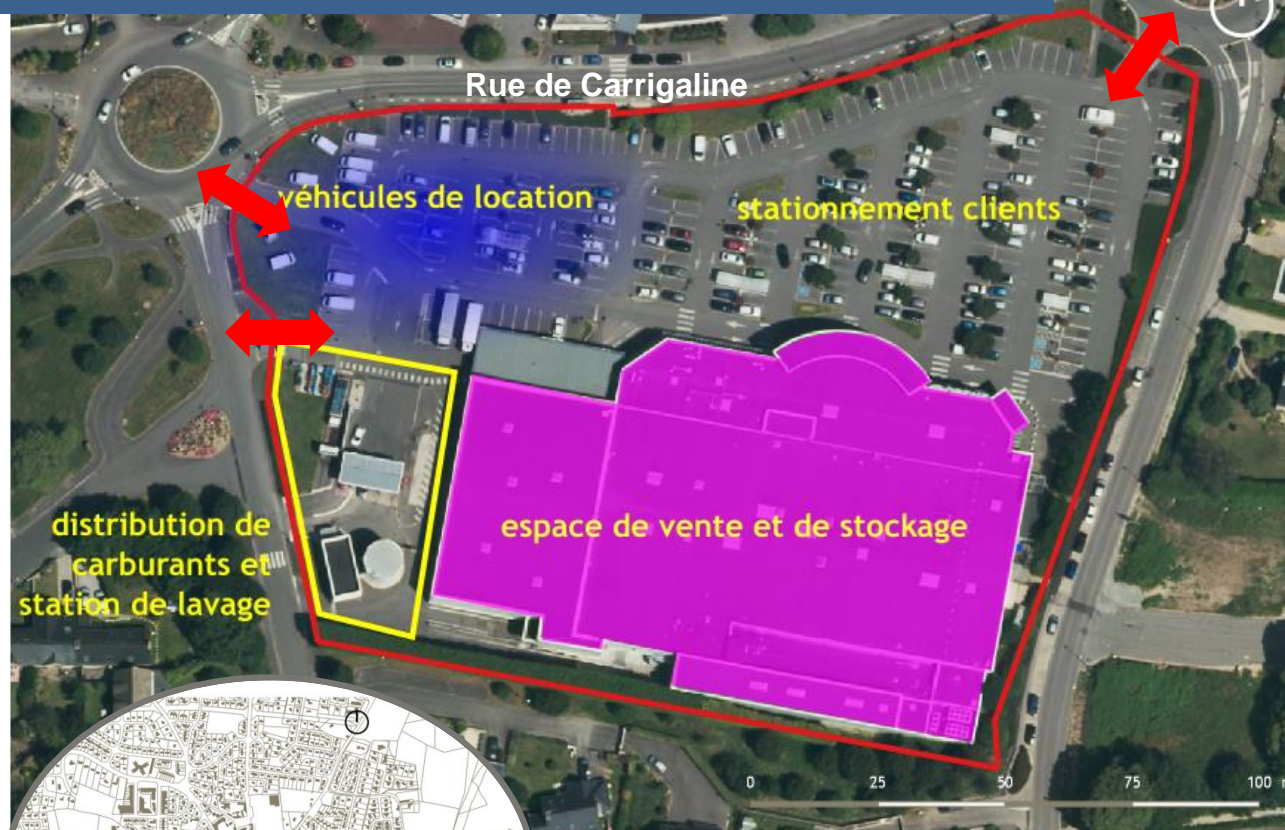 Rue de Carrigaline
véhicules de location
stationnement clients
espace de vente et de stockage
distribution de
carburants et
station de lavage
0 25 50 75 100